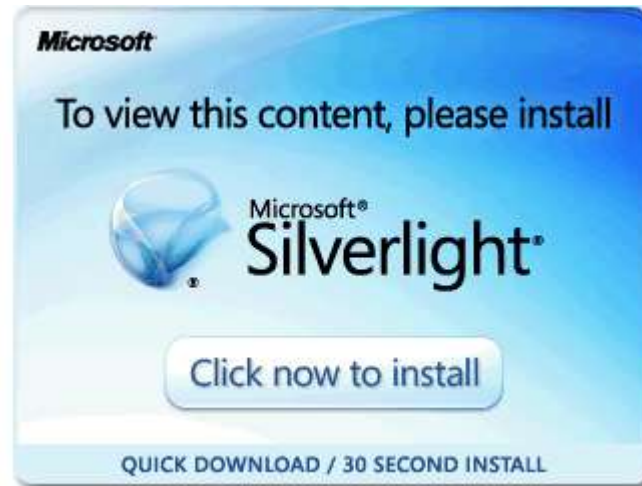 Microsoft
To view this content, please install
Microsoft®
Silverlight®
®
Click now to install
QUICK DOWNLOAD / 30 SECOND INSTALL